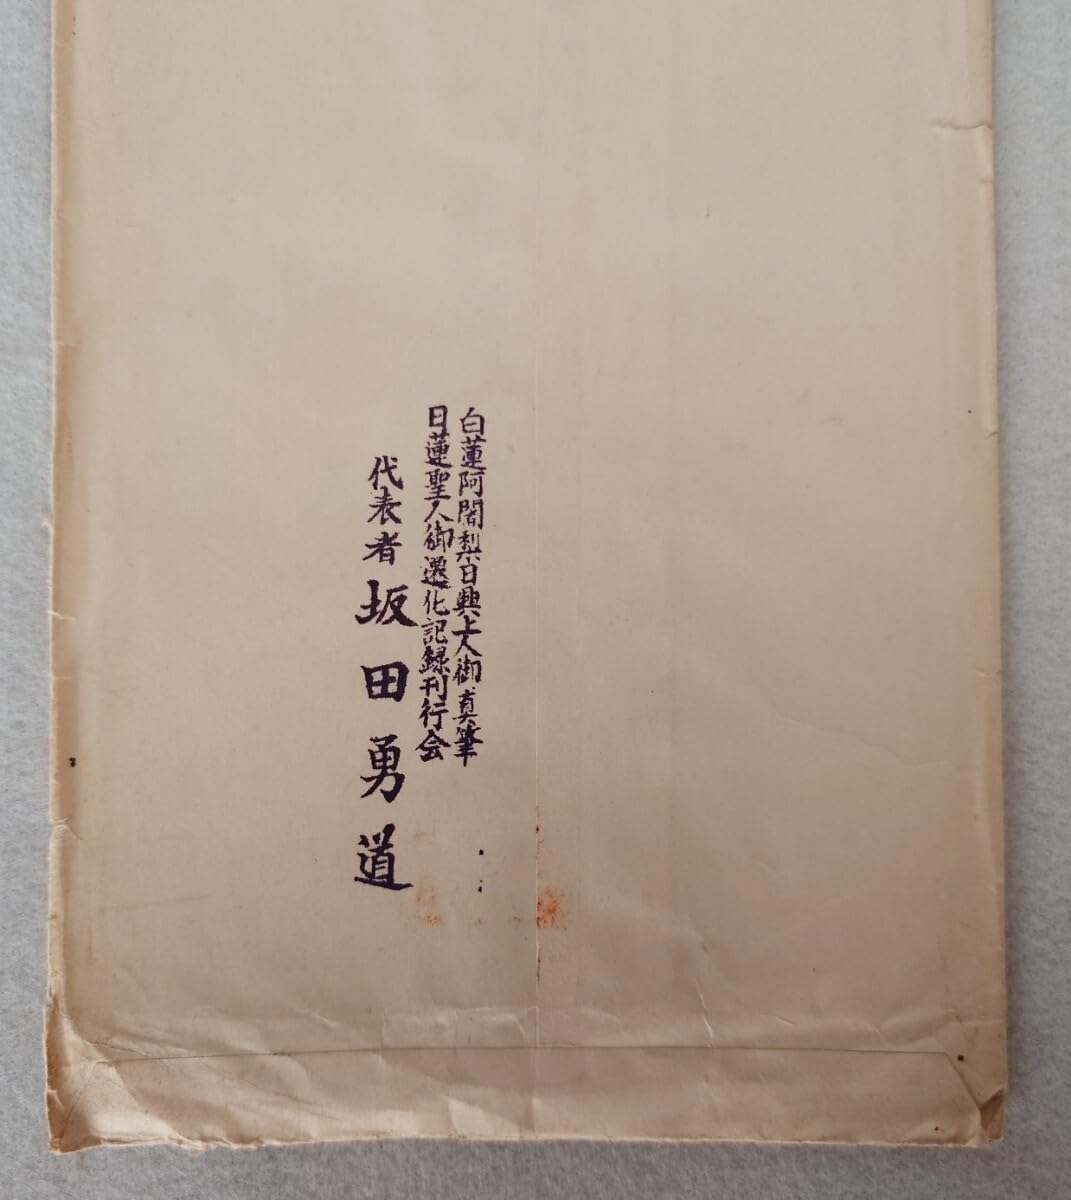 白蓮阿闍梨日興上人御真筆
日蓮聖人御遷化記録刊行会
代表者 坂田勇道